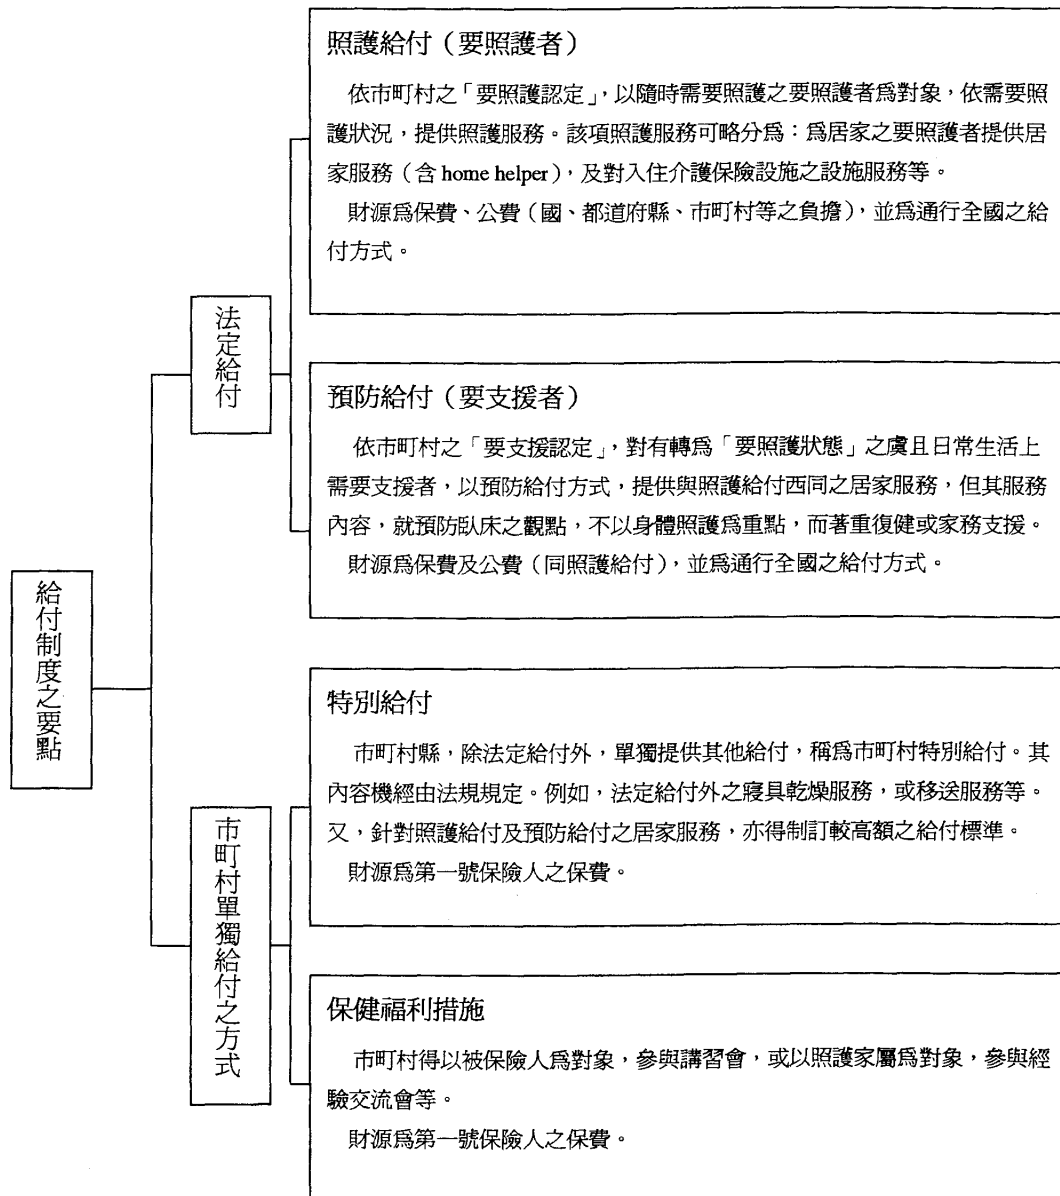 給付制度之要點
法定給付
照護給付（要照護者）
依市町村之「要照護認定」，以隨時需要照護之要照護者爲對象，依需要照
護狀況，提供照護服務。該項照護服務可略分爲：爲居家之要照護者提供居
家服務（含 home helper），及對入住介護保險設施之設施服務等。
財源爲保費、公費（國、都道府縣、市町村等之負擔），並爲通行全國之給
付方式。
預防給付（要支援者）
依市町村之「要支援認定」，對有轉爲「要照護狀態」之虞且日常生活上
需要支援者，以預防給付方式，提供與照護給付西同之居家服務，但其服務
內容，就預防臥床之觀點，不以身體照護爲重點，而著重復健或家務支援。
財源爲保費及公費（同照護給付），並爲通行全國之給付方式。
市町村單獨給付之方式
特別給付
市町村縣，除法定給付外，單獨提供其他給付，稱爲市町村特別給付。其
內容機經由法規規定。例如，法定給付外之寢具乾燥服務，或移送服務等。
又，針對照護給付及預防給付之居家服務，亦得制訂較高額之給付標準。
財源爲第一號保險人之保費。
保健福利措施
市町村得以被保險人爲對象，參與講習會，或以照護家屬爲對象，參與經
驗交流會等。
財源爲第一號保險人之保費。